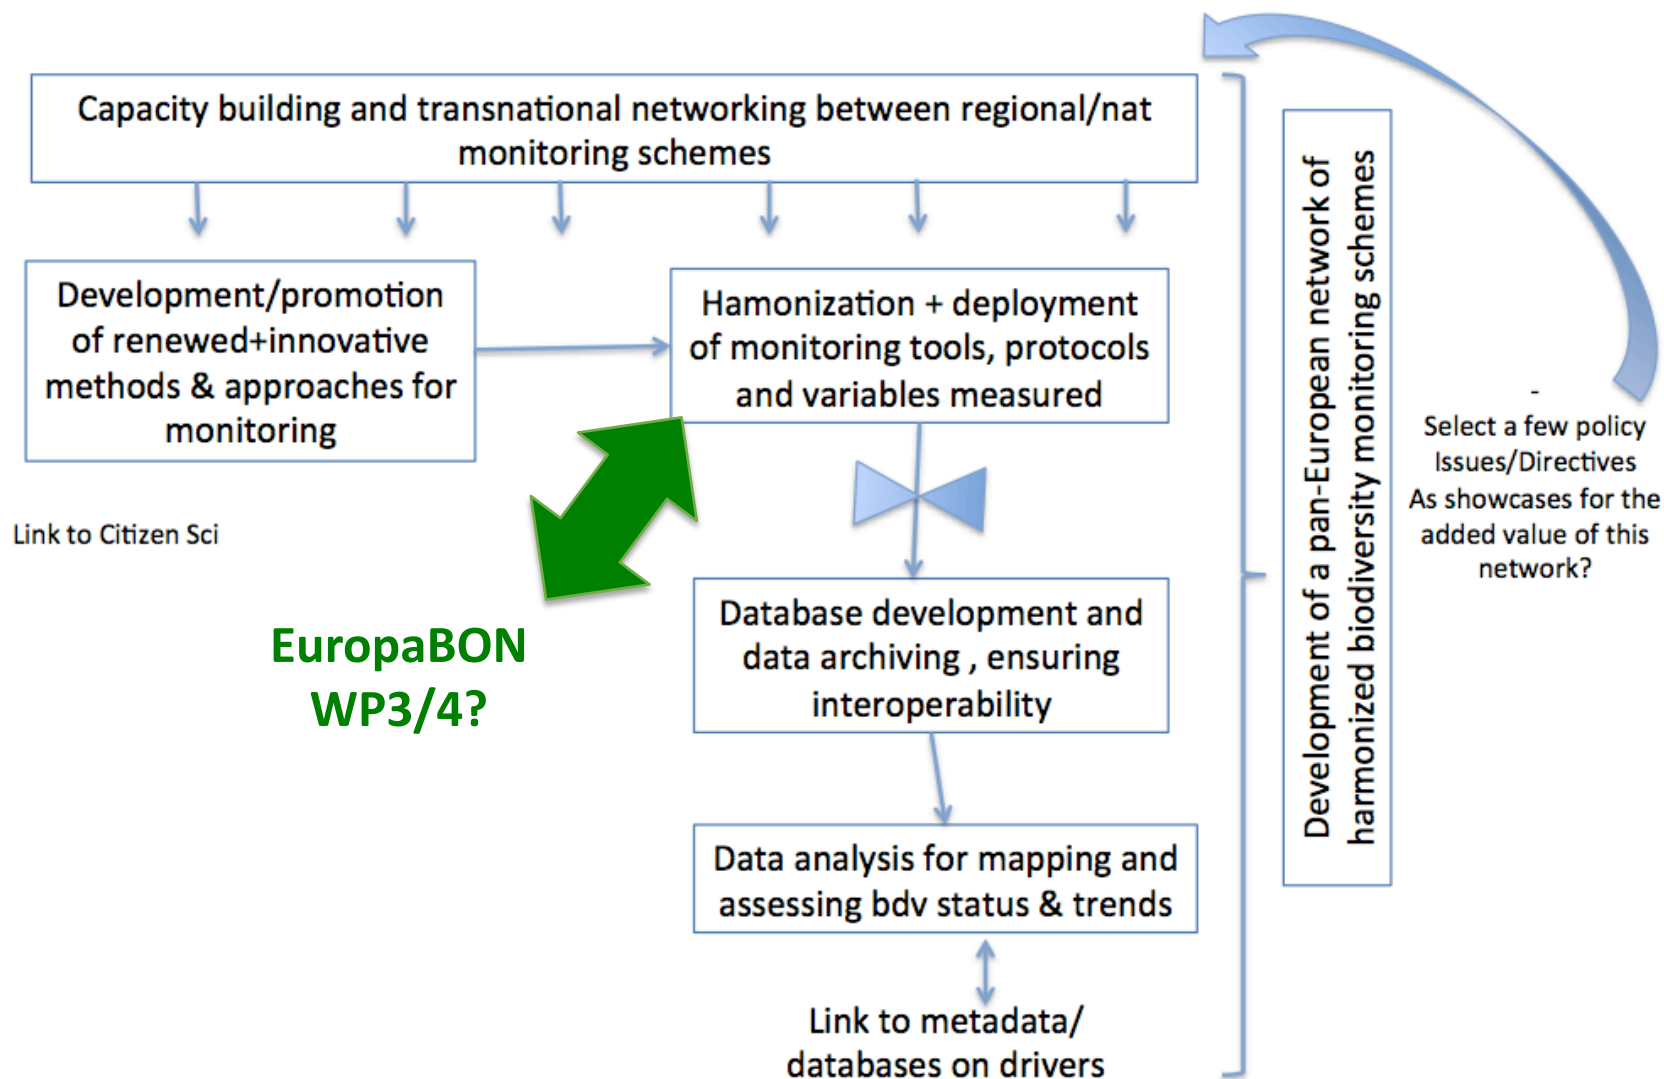 Capacity building and transnational networking between regional/nat
monitoring schemes
Development/promotion
of renewed+innovative
methods & approaches for
monitoring
Hamonization + deployment
of monitoring tools, protocols
and variables measured
Link to Citizen Sci
EuropaBON
WP3/4?
Database development and
data archiving , ensuring
interoperability
Data analysis for mapping and
assessing bdv status & trends
Link to metadata/
databases on drivers
Development of a pan-European network of
harmonized biodiversity monitoring schemes
-
Select a few policy
Issues/Directives
As showcases for the
added value of this
network?